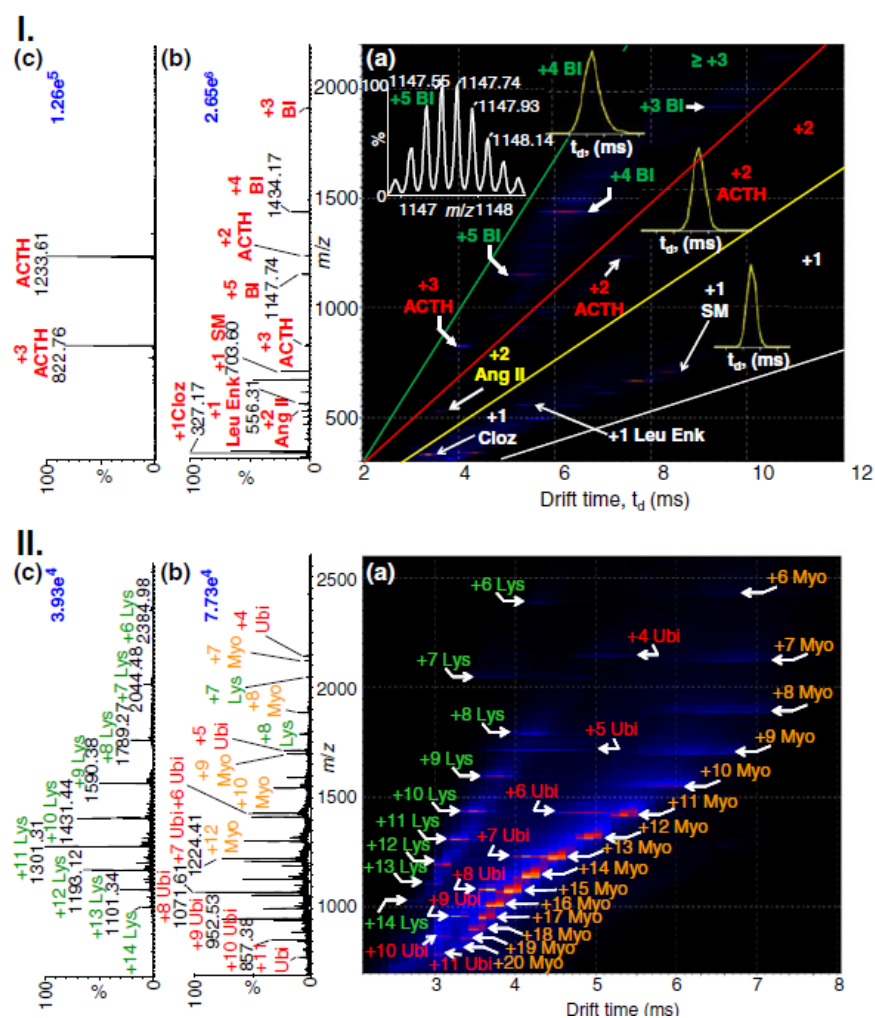 I.
(c)
(b)
(a)
1.26e5
ACTH
1233.61
+3
ACTH
822.76
100
%
0
2.65e6
+3
BI
+4
BI
1434.17
+2
ACTH
+5
BI
1147.74
+1 SM
703.60
+3
ACTH
+1
Leu Enk
556.31
+2
Ang II
+1Cloz
327.17
100
%
0
m/z
2000
1500
1000
500
100
%
0
+5 BI
1147.55
1147.74
1147.93
1148.14
1147 m/z 1148
+4 BI
td, (ms)
≥ +3
+3 BI
+2
+4 BI
+2
ACTH
td, (ms)
+5 BI
+1
+3
ACTH
+2
ACTH
+1
SM
td, (ms)
+2
Ang II
+1
Cloz
+1 Leu Enk
2 4 6 8 10 12
Drift time, td (ms)
II.
(c)
(b)
(a)
3.93e4
+6 Lys
2384.98
+7 Lys
2044.48
+8 Lys
1789.27
+9 Lys
1590.38
+10 Lys
1431.44
+11 Lys
1301.31
+12 Lys
1193.12
+13 Lys
1101.34
+14 Lys
100
%
0
7.73e4
+4
Ubi
+7
Myo
+7
Lys
+8
Myo
+8
Lys
+5
Ubi
+9
Myo
+10
Myo
+6 Ubi
+12
Myo
+7 Ubi
1224.41
+8 Ubi
1071.61
+9 Ubi
952.53
+10 Ubi
857.38
+11
Ubi
100
%
0
m/z
2500
2000
1500
1000
+6 Lys
+6 Myo
+4 Ubi
+7 Myo
+7 Lys
+8 Myo
+8 Lys
+5 Ubi
+9 Myo
+9 Lys
+10 Myo
+10 Lys
+6 Ubi
+11 Myo
+11 Lys
+12 Myo
+12 Lys
+7 Ubi
+13 Myo
+13 Lys
+8 Ubi
+14 Myo
+15 Myo
+9 Ubi
+16 Myo
+14 Lys
+17 Myo
+18 Myo
+10 Ubi
+19 Myo
+11 Ubi
+20 Myo
3 4 5 6 7 8
Drift time (ms)